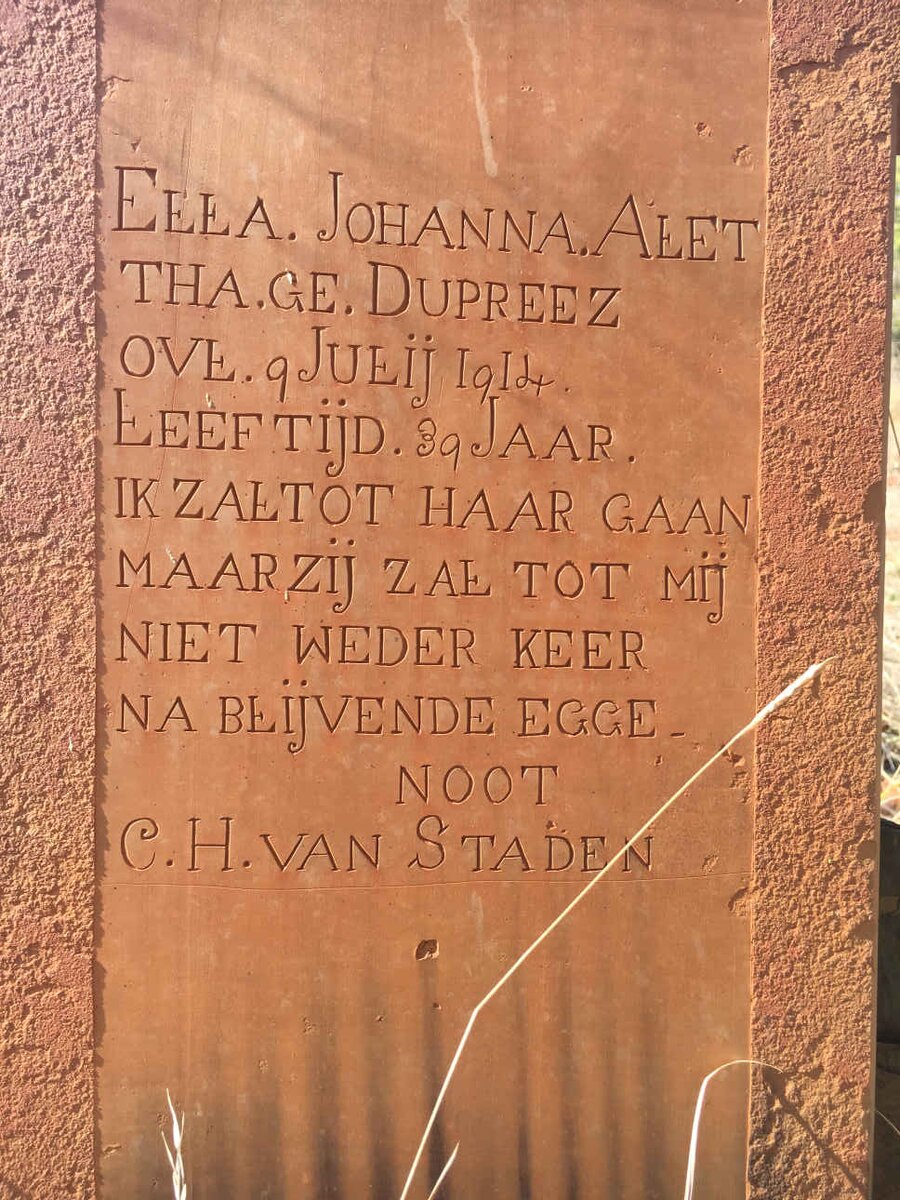 ELLA. JOHANNA. ALET
THA. GE. DUPREEZ
OVL. 9 JULIJ 1914.
LEEFTIJD. 39 JAAR.
IK ZAL TOT HAAR GAAN
MAAR ZIJ ZAL TOT MIJ
NIET WEDER KEER
NA BLIJVENDE EGGE-
NOOT
C. H. VAN STADEN